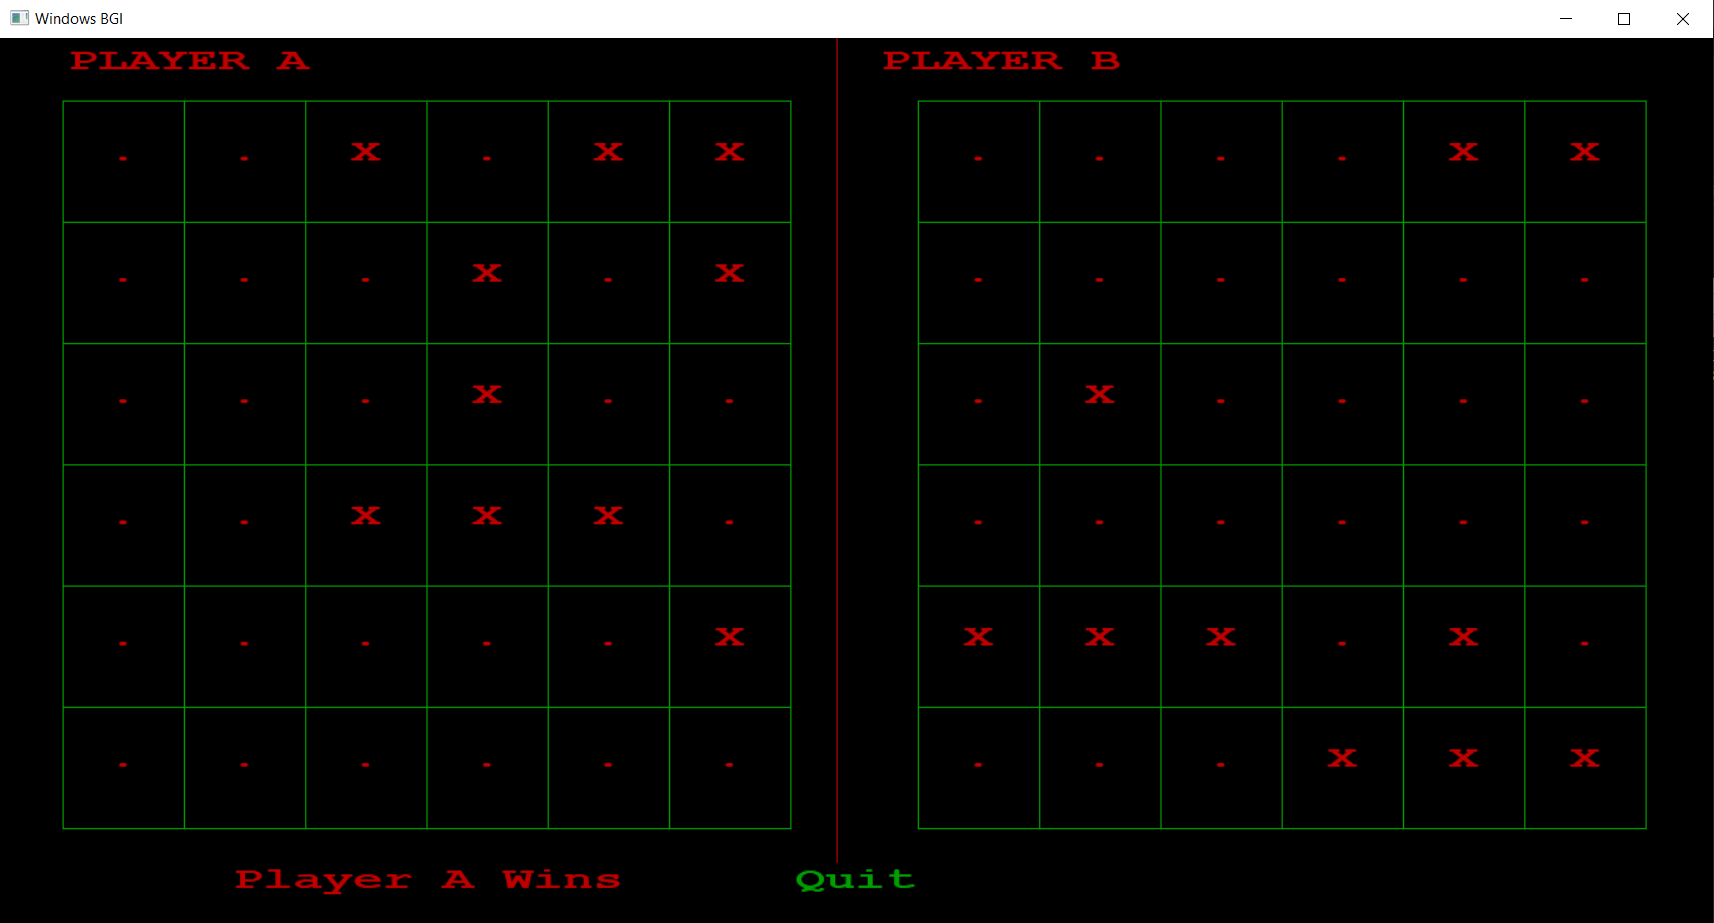 Windows BGI
PLAYER A PLAYER B
- - X - X X - - - - X X
- - - X - X - - - - - -
- - - X - - - X - - - -
- - X X X - - - - - - -
- - - - - X X X X - X -
- - - - - - - - - X X X
Player A Wins Quit